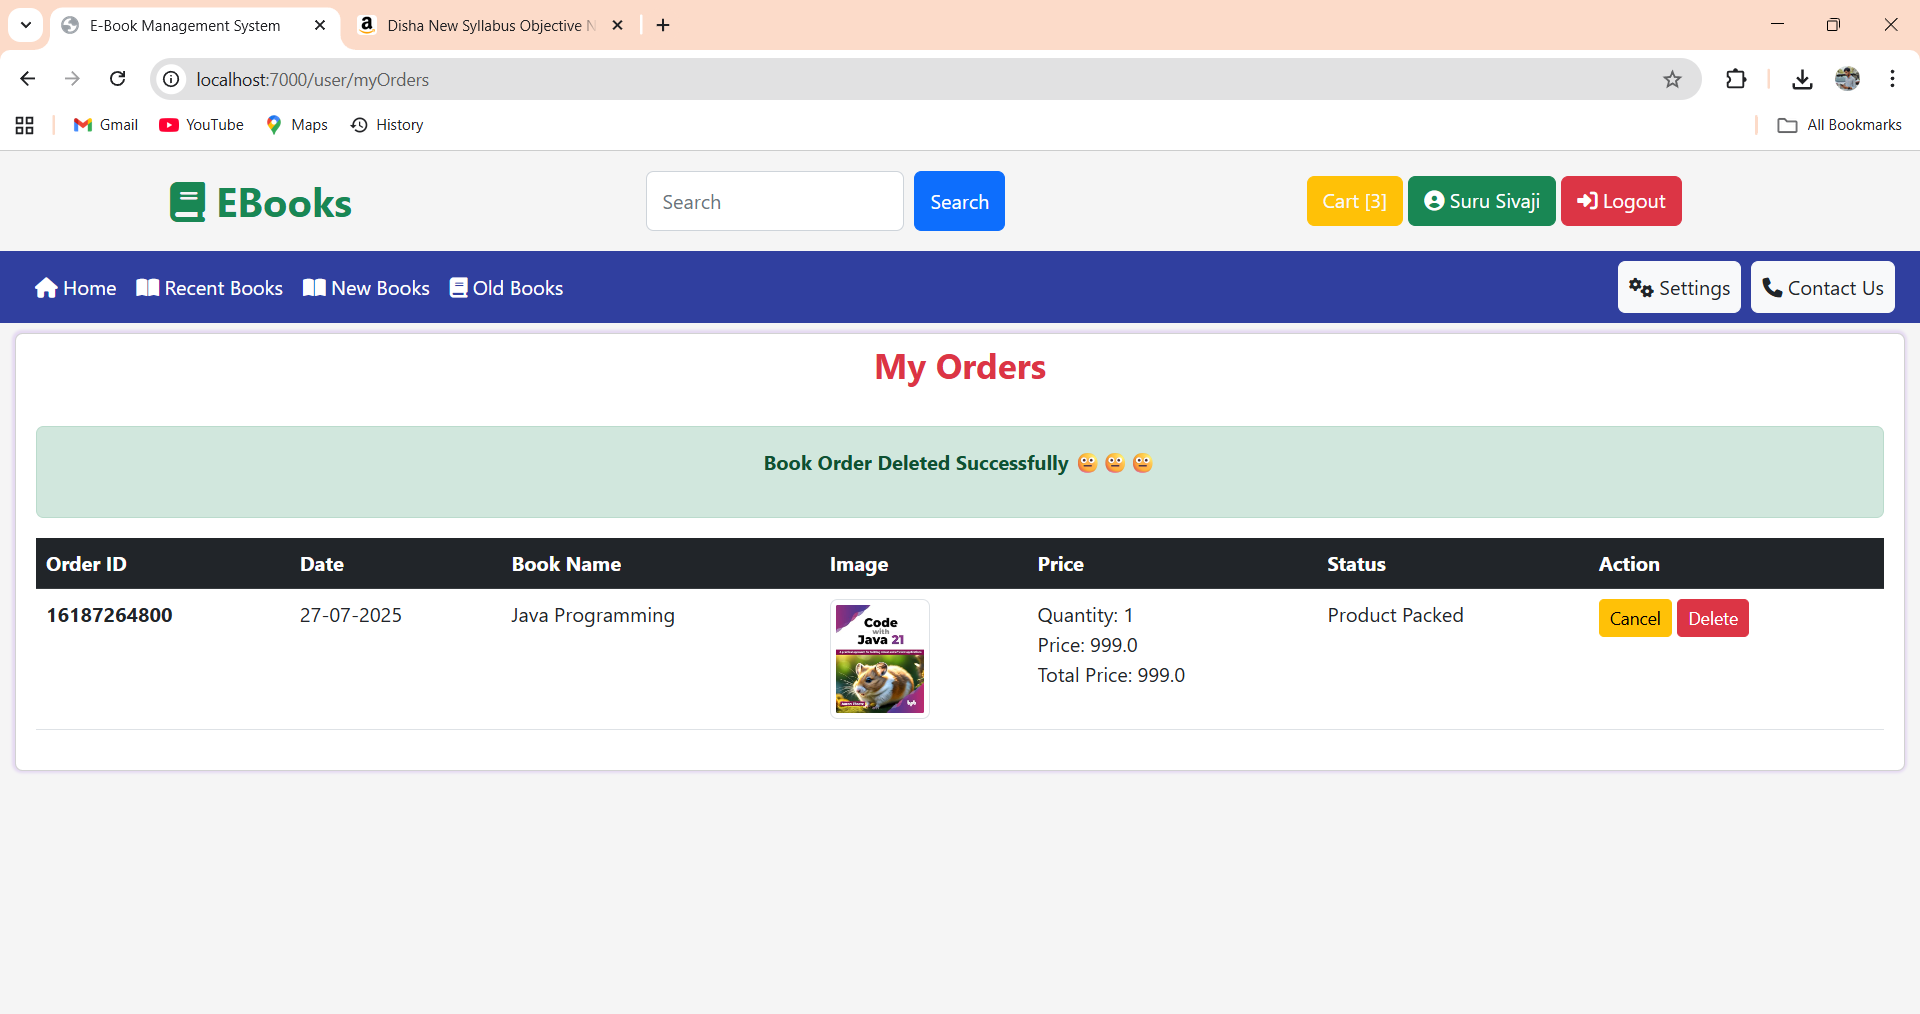 E-Book Management System
Disha New Syllabus Objective N
localhost:7000/user/myOrders
Gmail YouTube Maps History All Bookmarks
EBooks
Search Search
Cart [3] Suru Sivaji Logout
Home Recent Books New Books Old Books Settings Contact Us
My Orders
Book Order Deleted Successfully 😳 😳 😳
Order ID Date Book Name Image Price Status Action
16187264800 27-07-2025 Java Programming Quantity: 1 Product Packed Cancel Delete
Price: 999.0
Total Price: 999.0
Code
with
Java 21